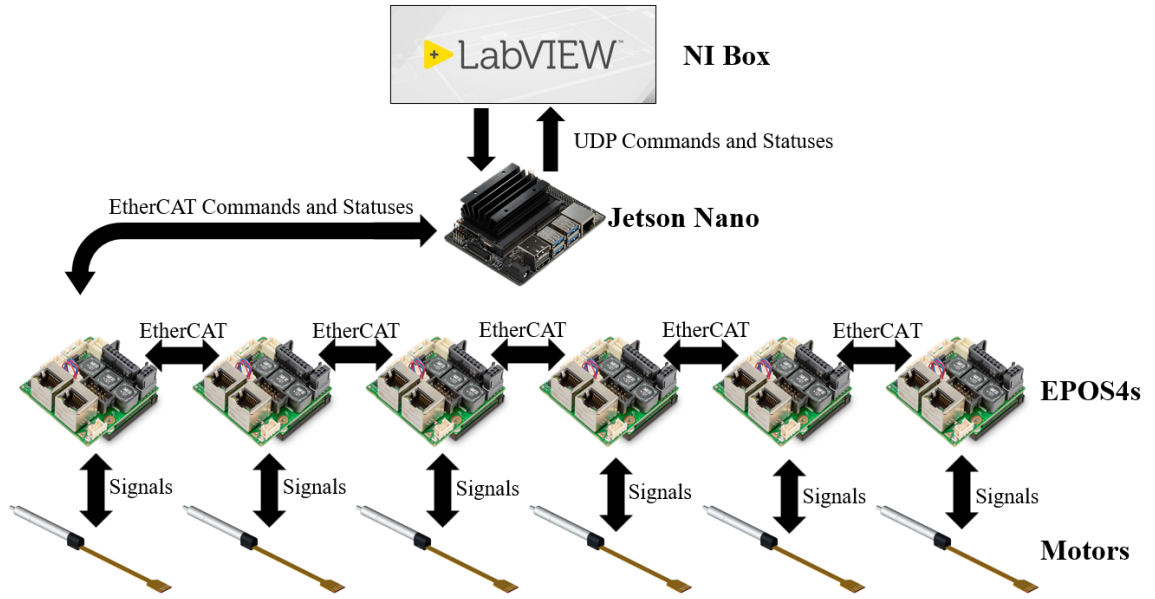 LabVIEW™
NI Box
UDP Commands and Statuses
EtherCAT Commands and Statuses
Jetson Nano
EtherCAT
EtherCAT
EtherCAT
EtherCAT
EtherCAT
EPOS4s
Signals
Signals
Signals
Signals
Signals
Signals
Motors